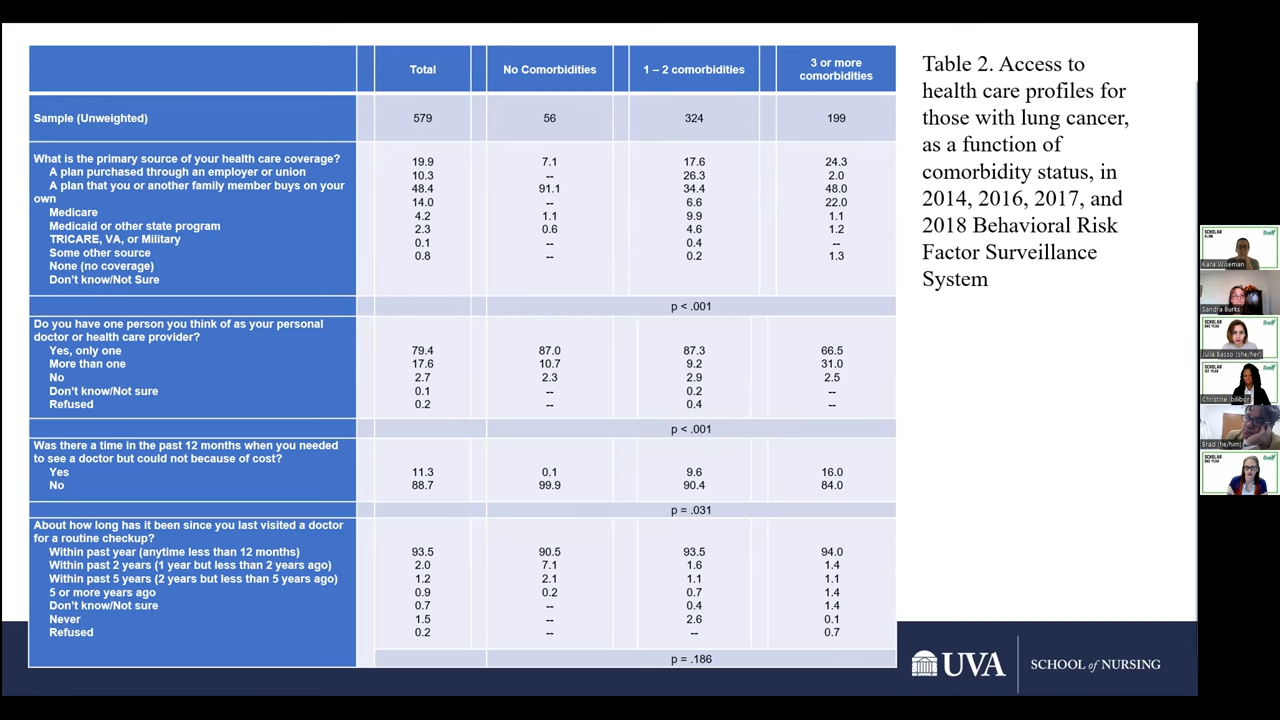 Total No Comorbidities 1 – 2 comorbidities 3 or more
comorbidities
Sample (Unweighted) 579 56 324 199
What is the primary source of your health care coverage?
A plan purchased through an employer or union
A plan that you or another family member buys on your
own
Medicare
Medicaid or other state program
TRICARE, VA, or Military
Some other source
None (no coverage)
Don't know/Not Sure
19.9 7.1 17.6 24.3
10.3 -- 26.3 2.0
48.4 91.1 34.4 48.0
14.0 -- 6.6 22.0
4.2 1.1 9.9 1.1
2.3 0.6 4.6 1.2
0.1 -- 0.4 --
0.8 -- 0.2 1.3
p < .001
Do you have one person you think of as your personal
doctor or health care provider?
Yes, only one 79.4 87.0 87.3 66.5
More than one 17.6 10.7 9.2 31.0
No 2.7 2.3 2.9 2.5
Don't know/Not sure 0.1 -- 0.2 --
Refused 0.2 -- 0.4 --
p < .001
Was there a time in the past 12 months when you needed
to see a doctor but could not because of cost?
Yes 11.3 0.1 9.6 16.0
No 88.7 99.9 90.4 84.0
p = .031
About how long has it been since you last visited a doctor
for a routine checkup?
Within past year (anytime less than 12 months) 93.5 90.5 93.5 94.0
Within past 2 years (1 year but less than 2 years ago) 2.0 7.1 1.6 1.4
Within past 5 years (2 years but less than 5 years ago) 1.2 2.1 1.1 1.1
5 or more years ago 0.9 0.2 0.7 1.4
Don't know/Not sure 0.7 -- 0.4 1.4
Never 1.5 -- 2.6 0.1
Refused 0.2 -- -- 0.7
p = .186
Table 2. Access to
health care profiles for
those with lung cancer,
as a function of
comorbidity status, in
2014, 2016, 2017, and
2018 Behavioral Risk
Factor Surveillance
System
UVA SCHOOL of NURSING
SCHOLAR
Kara Wiseman
Sandra Burks
SCHOLAR
Julia Basso (she/her)
SCHOLAR
Christine
Brad (he/him)
SCHOLAR